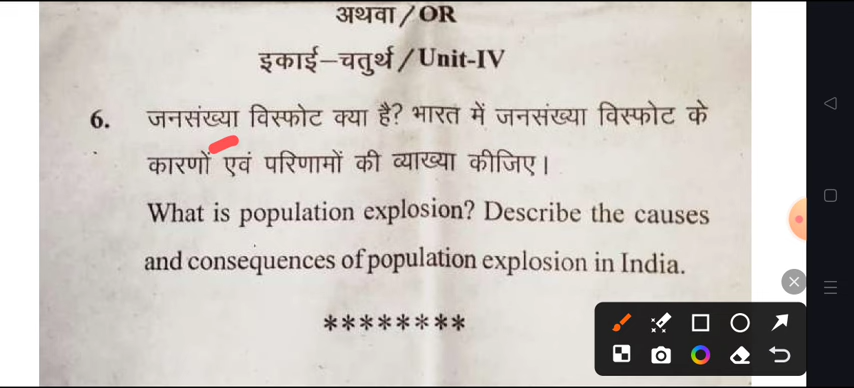 अथवा/OR
इकाई–चतुर्थ/Unit-IV
6. जनसंख्या विस्फोट क्या है? भारत में जनसंख्या विस्फोट के
कारणों एवं परिणामों की व्याख्या कीजिए।
What is population explosion? Describe the causes
and consequences of population explosion in India.
********